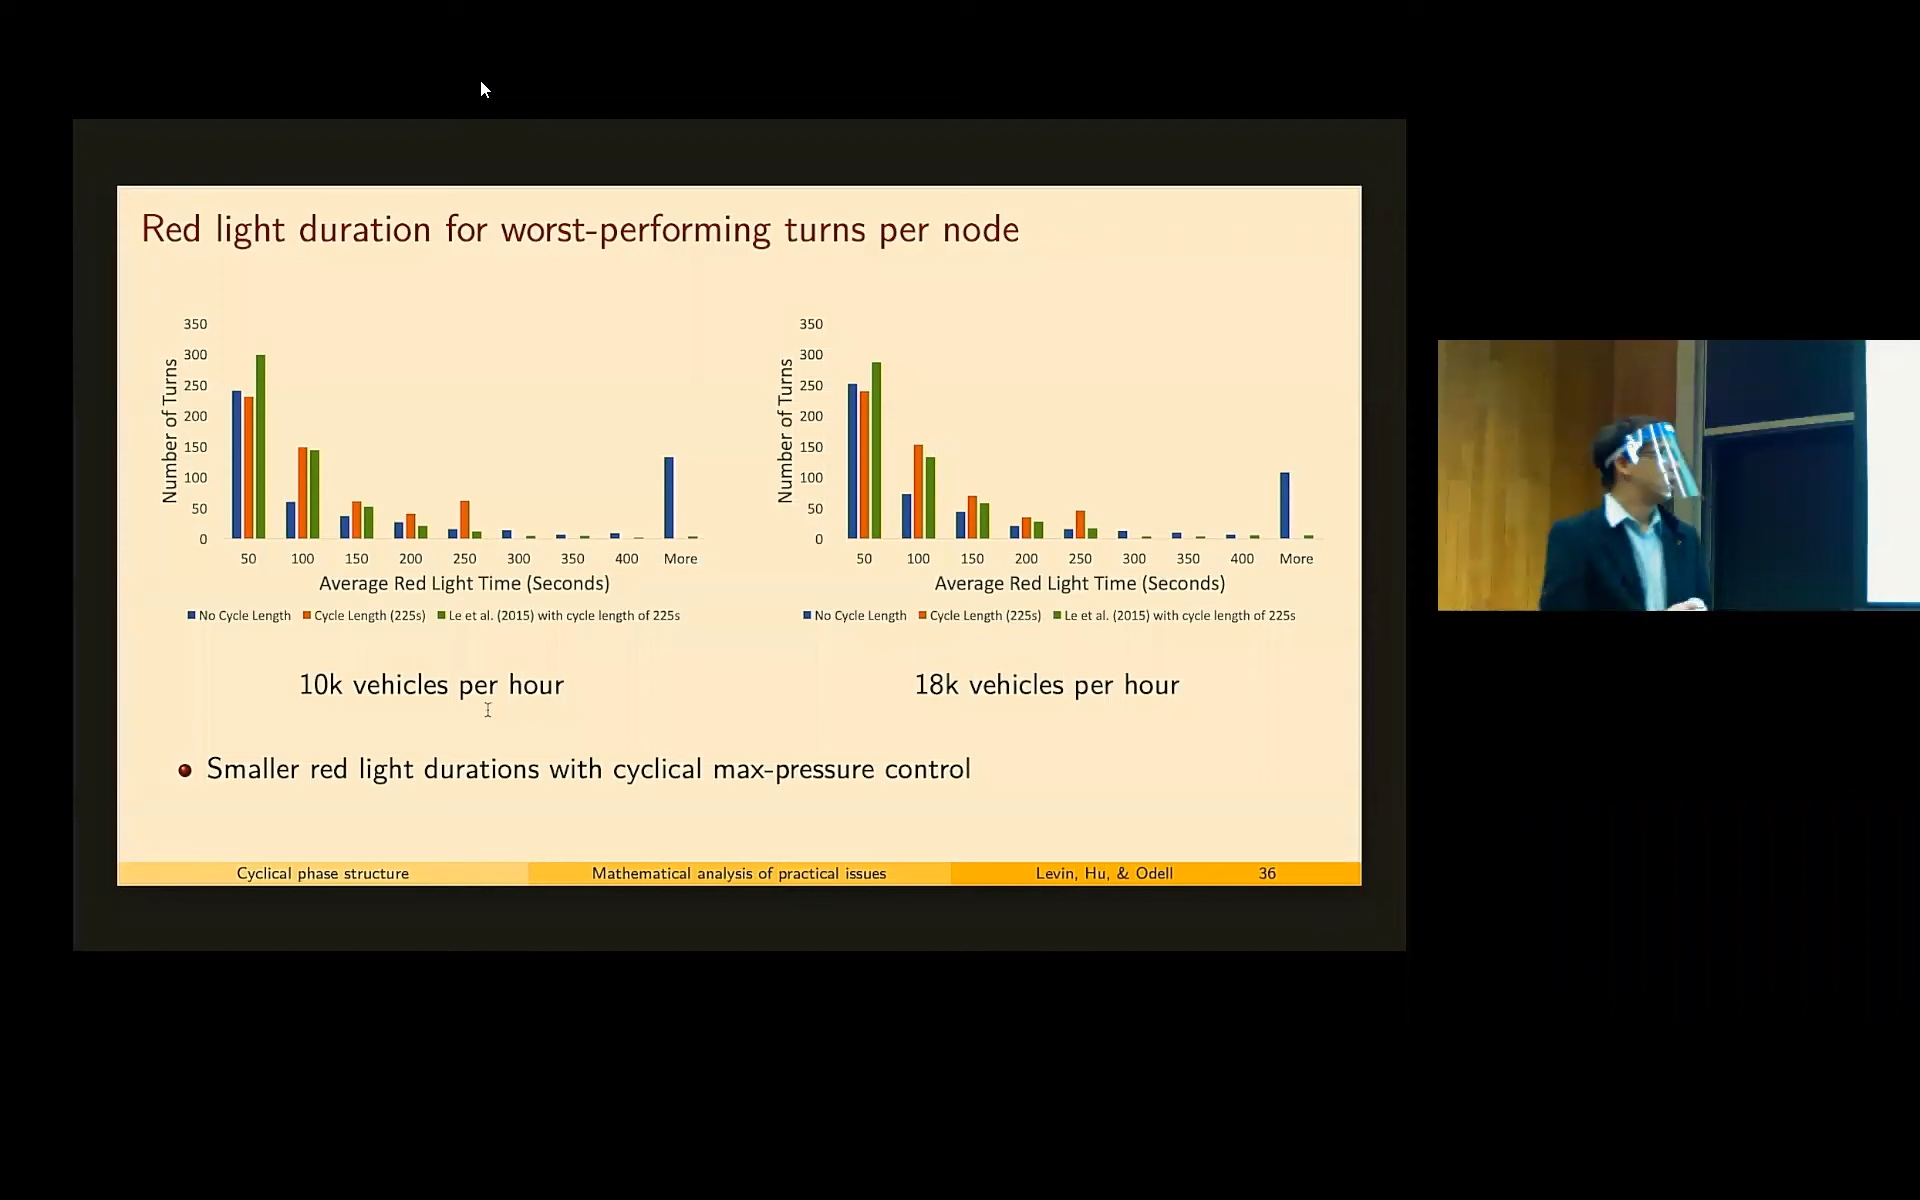 Red light duration for worst-performing turns per node
350
300
250
200
150
100
50
0
Number of Turns
50 100 150 200 250 300 350 400 More
Average Red Light Time (Seconds)
No Cycle Length Cycle Length (225s) Le et al. (2015) with cycle length of 225s
10k vehicles per hour
350
300
250
200
150
100
50
0
Number of Turns
50 100 150 200 250 300 350 400 More
Average Red Light Time (Seconds)
No Cycle Length Cycle Length (225s) Le et al. (2015) with cycle length of 225s
18k vehicles per hour
Smaller red light durations with cyclical max-pressure control
Cyclical phase structure Mathematical analysis of practical issues Levin, Hu, & Odell 36